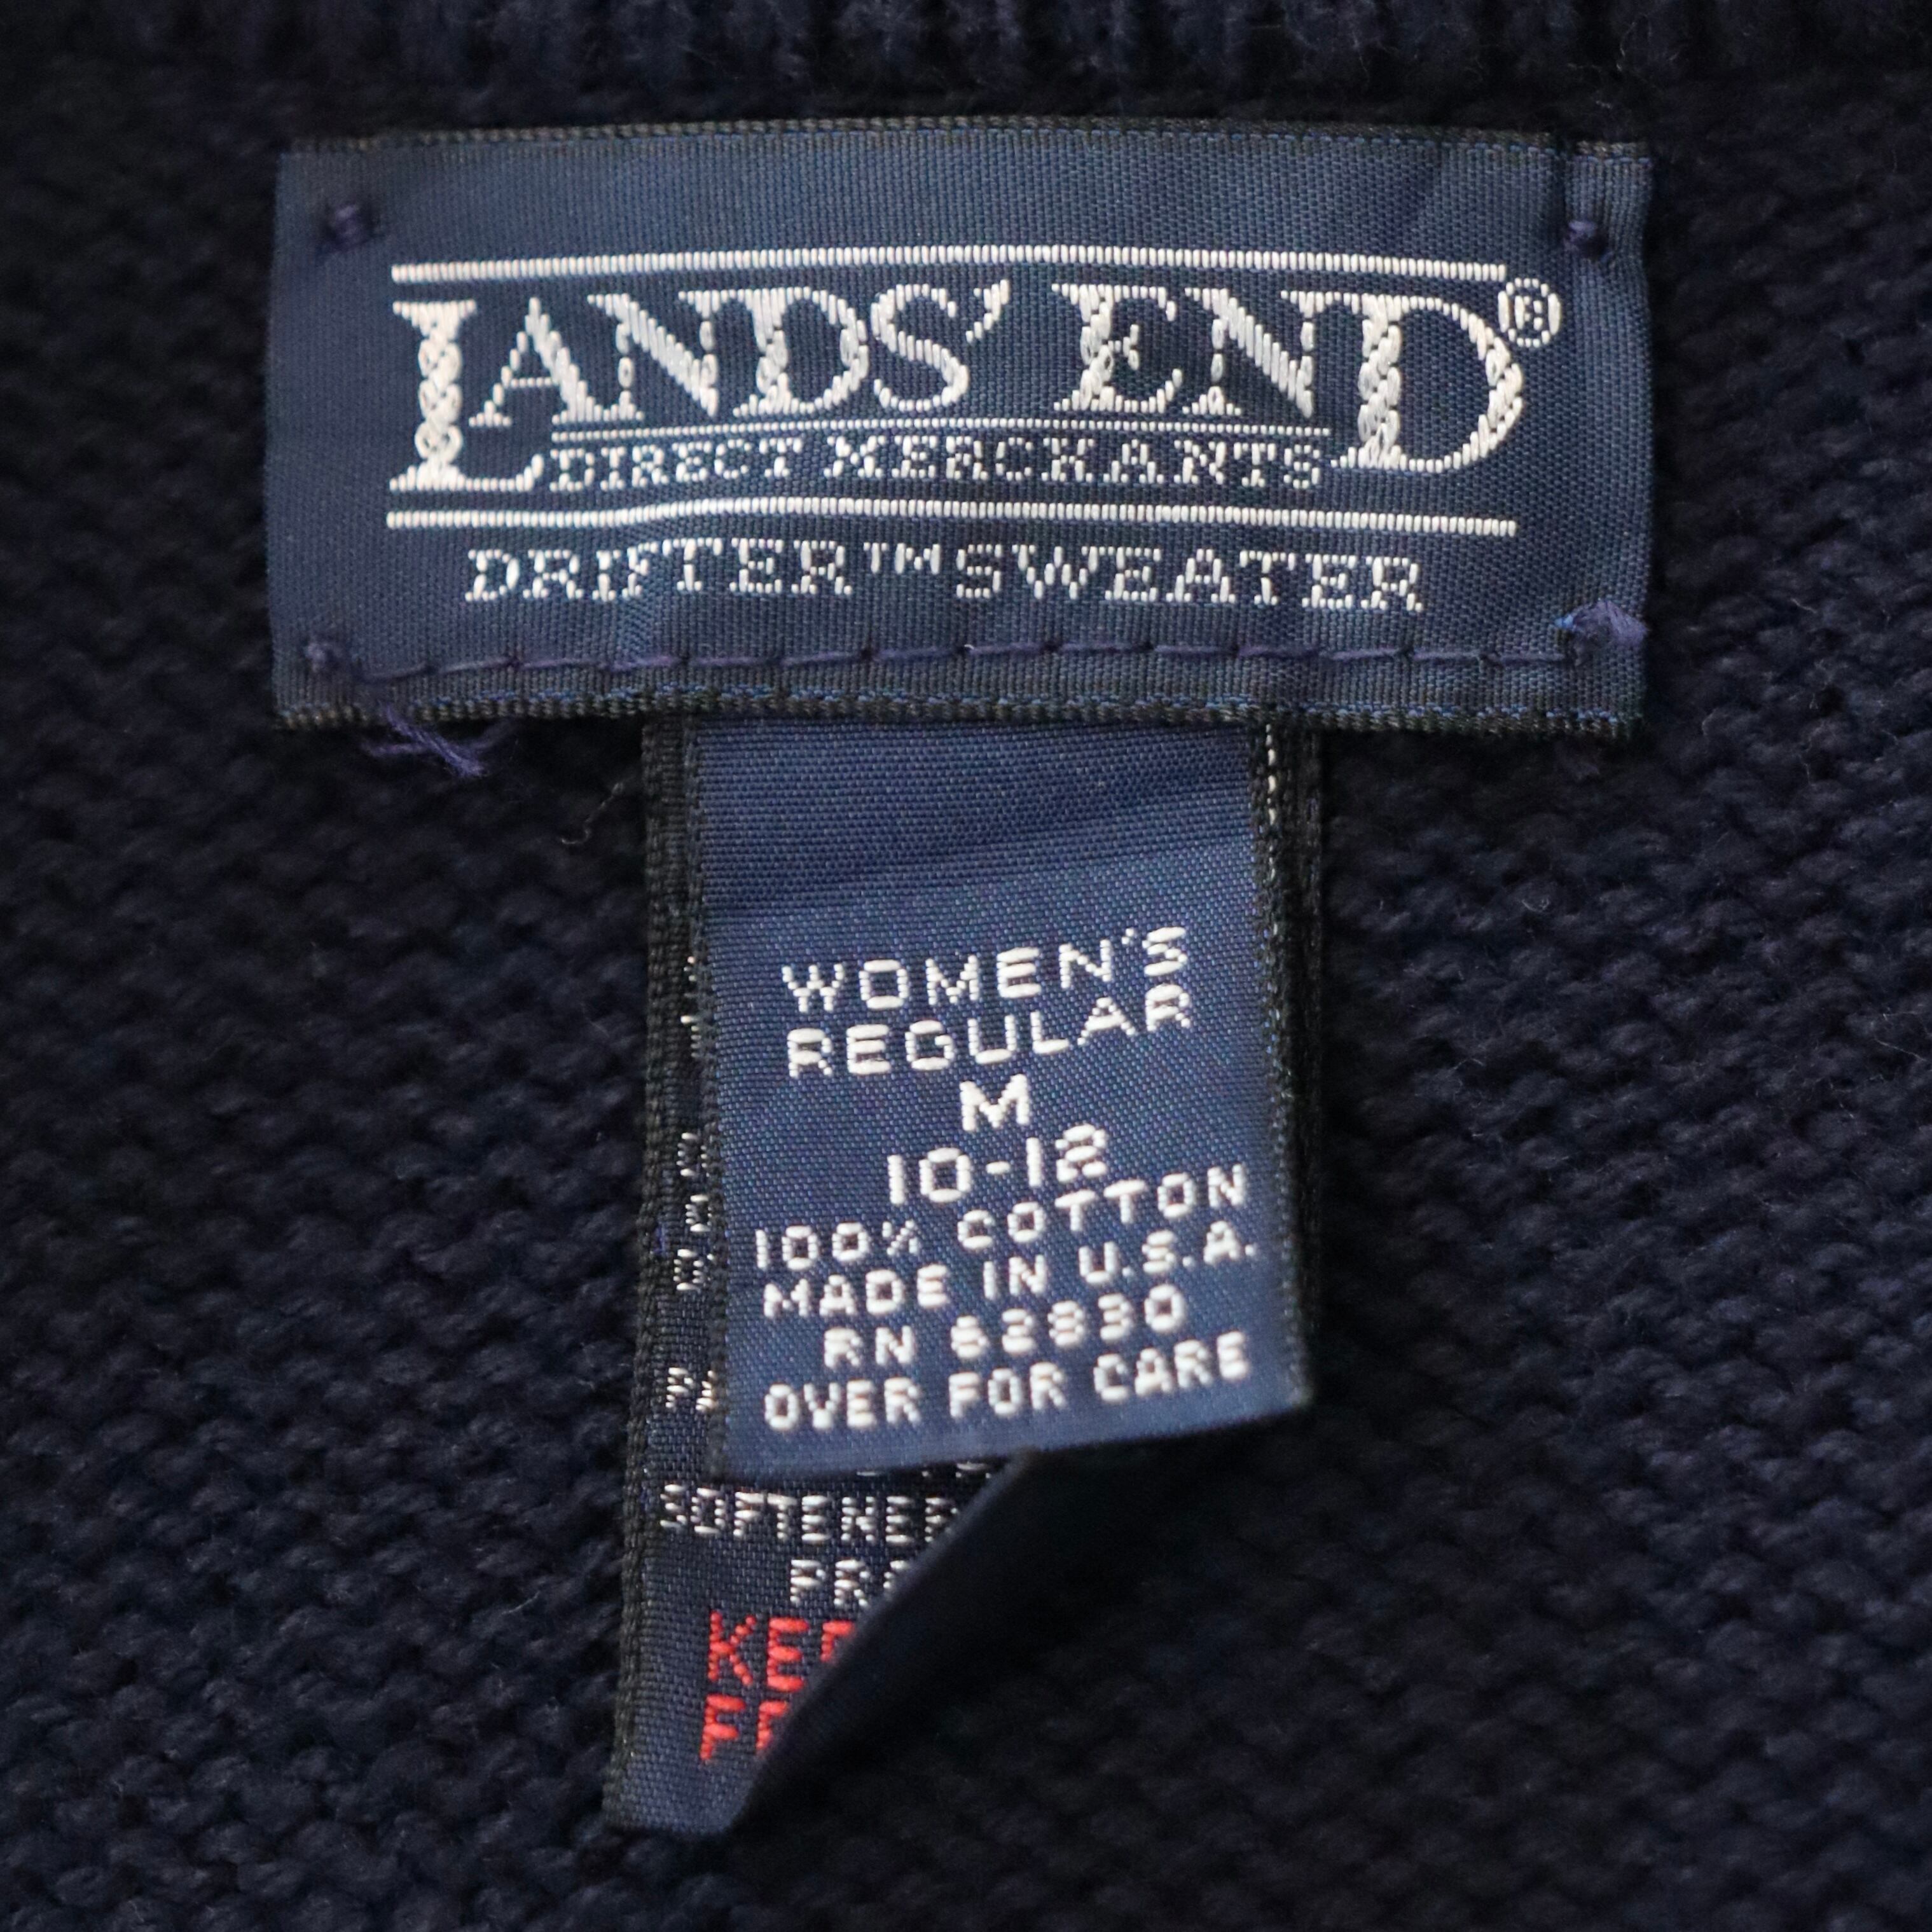 LANDS' END®
DIRECT MERCHANTS
DRIFTER™ SWEATER
WOMEN'S
REGULAR
M
10-12
100% COTTON
MADE IN U.S.A.
RN 62830
OVER FOR CARE
SOFTENER